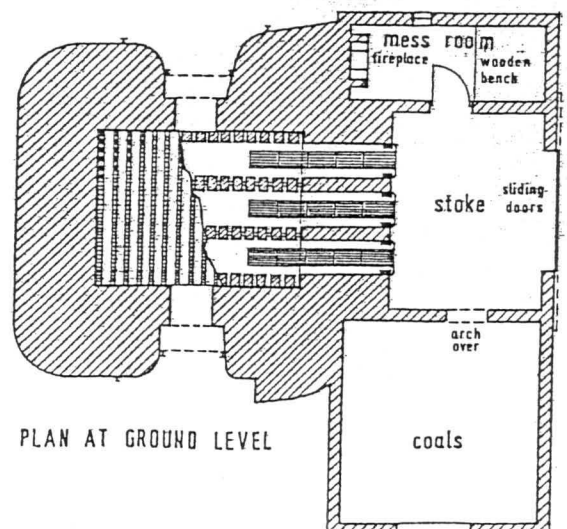 mess room
fireplace
wooden
bench
stoke
sliding-
doors
arch
over
coals
PLAN AT GROUND LEVEL